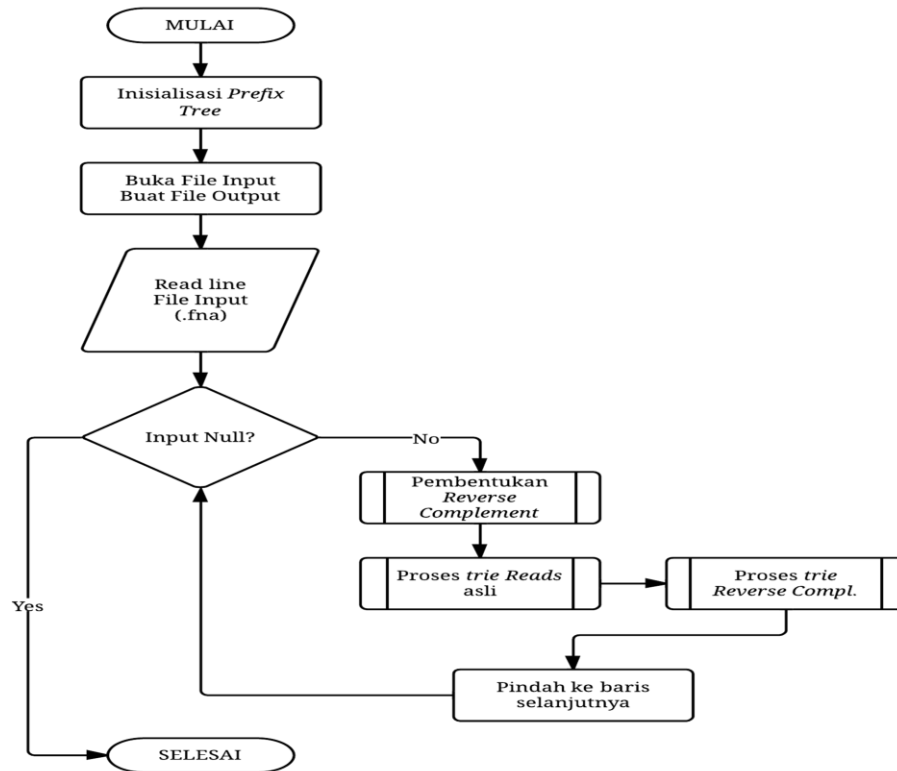 MULAI
Inisialisasi Prefix
Tree
Buka File Input
Buat File Output
Read line
File Input
(.fna)
Input Null?
No
Pembentukan
Reverse
Complement
Proses trie Reads
asli
Proses trie
Reverse Compl.
Yes
Pindah ke baris
selanjutnya
SELESAI